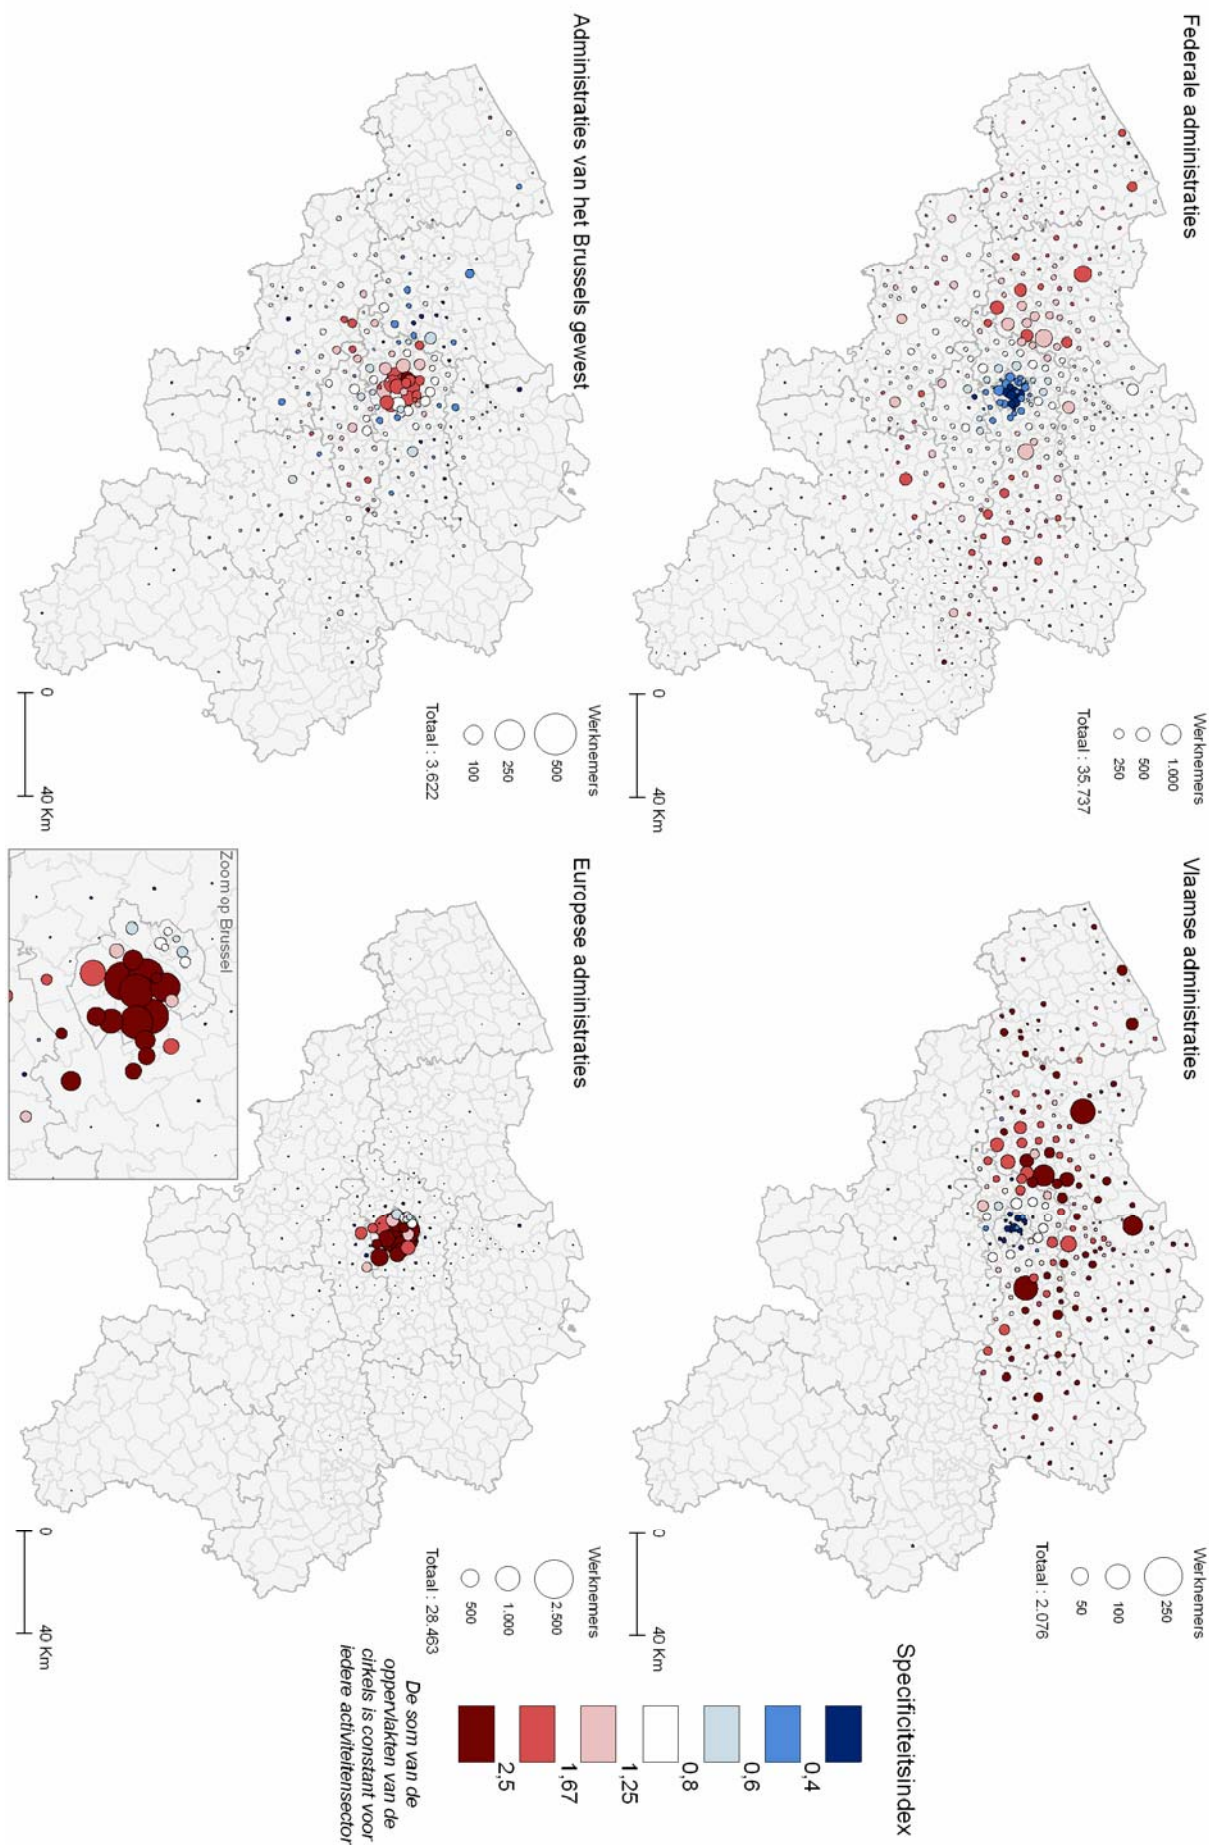 Federale administraties
Werknemers
1.000
500
250
Totaal : 35.737
0
40 Km
Vlaamse administraties
Werknemers
250
100
50
Totaal : 2.076
0
40 Km
Administraties van het Brussels gewest
Werknemers
500
250
100
Totaal : 3.622
0
40 Km
Europese administraties
Werknemers
2.500
1.000
500
Totaal : 28.463
0
40 Km
Zoom op Brussel
Specificiteitsindex
0,4
0,6
0,8
1,25
1,67
2,5
De som van de
oppervlakten van de
cirkels is constant voor
iedere activiteitensector